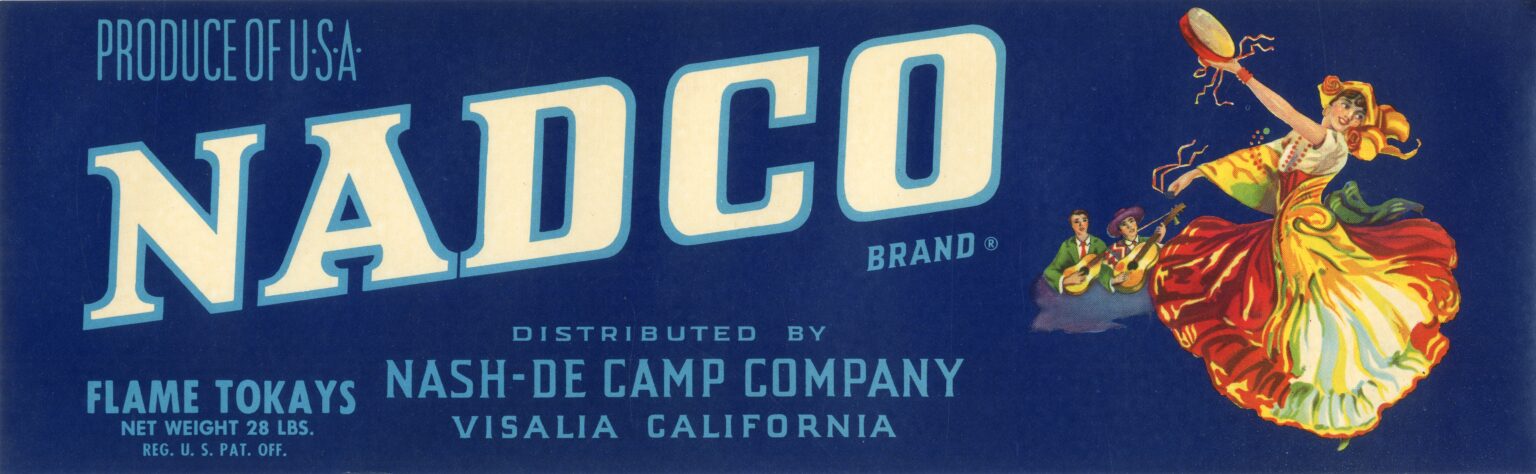 PRODUCE OF U·S·A·
NADCO
BRAND ®
DISTRIBUTED BY
NASH-DE CAMP COMPANY
VISALIA CALIFORNIA
FLAME TOKAYS
NET WEIGHT 28 LBS.
REG. U. S. PAT. OFF.